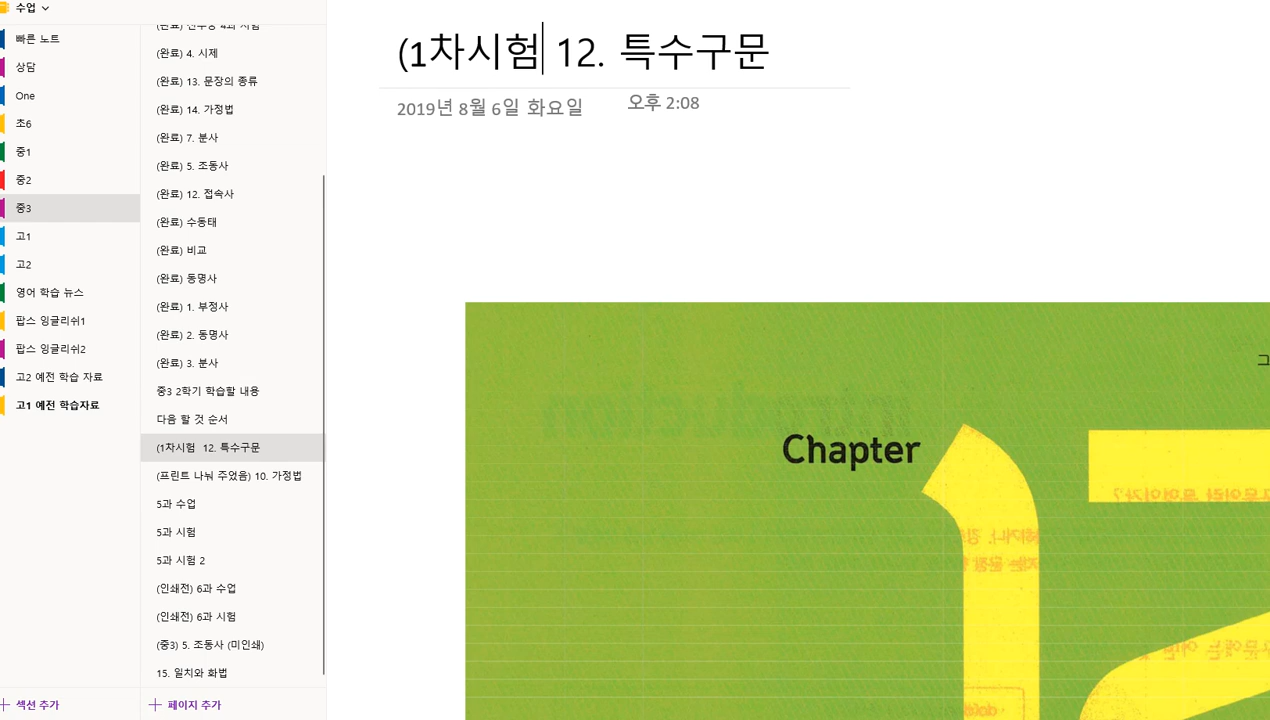 수업
빠른 노트
상담
One
초6
중1
중2
중3
고1
고2
영어 학습 뉴스
팝스 잉글리쉬1
팝스 잉글리쉬2
고2 예전 학습 자료
고1 예전 학습자료
섹션 추가
(완료) 4. 시제
(완료) 13. 문장의 종류
(완료) 14. 가정법
(완료) 7. 분사
(완료) 5. 조동사
(완료) 12. 접속사
(완료) 수동태
(완료) 비교
(완료) 동명사
(완료) 1. 부정사
(완료) 2. 동명사
(완료) 3. 분사
중3 2학기 학습할 내용
다음 할 것 순서
(1차시험 12. 특수구문
(프린트 나눠 주었음) 10. 가정법
5과 수업
5과 시험
5과 시험 2
(인쇄전) 6과 수업
(인쇄전) 6과 시험
(중3) 5. 조동사 (미인쇄)
15. 일치와 화법
페이지 추가
(1차시험 12. 특수구문
2019년 8월 6일 화요일 오후 2:08
Chapter